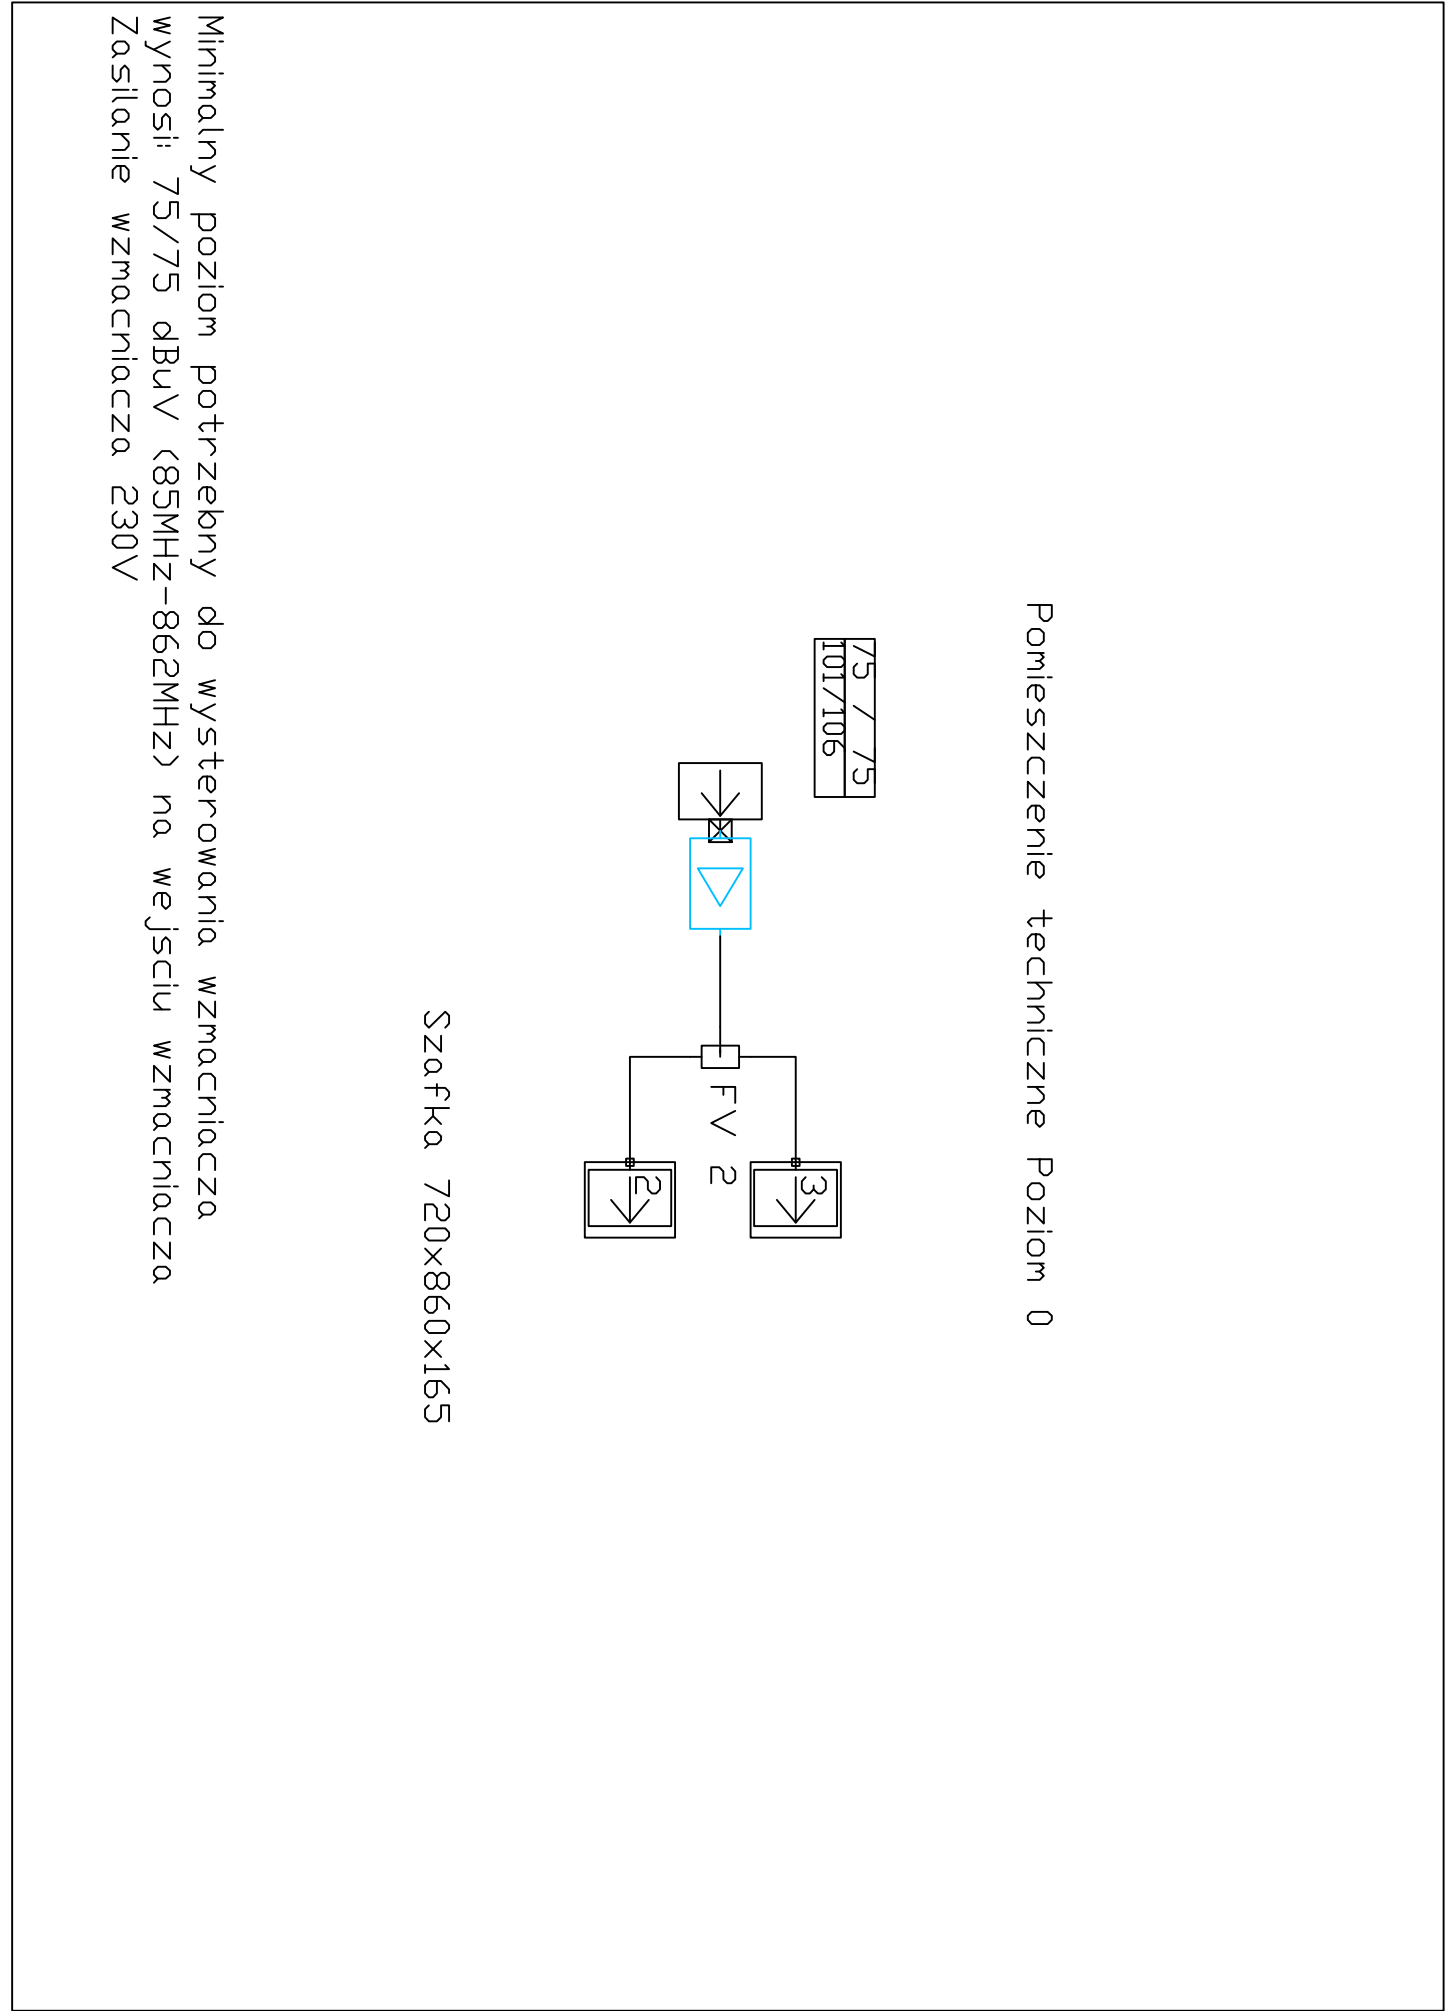 Pomieszczenie techniczne Poziom 0
75 / 75
101/106
3
FV 2
2
Szafka 720x860x165
Minimalny poziom potrzebny do wysterowania wzmacniacza
wynosi: 75/75 dBuV (85MHz-862MHz) na wejsciu wzmacniacza
Zasilanie wzmacniacza 230V